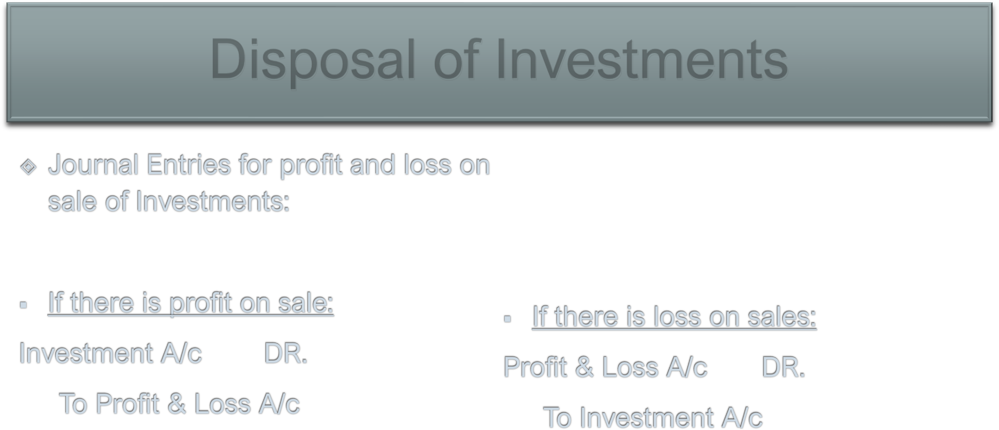 Disposal of Investments
Journal Entries for profit and loss on
sale of Investments:
If there is profit on sale:
Investment A/c DR.
To Profit & Loss A/c
If there is loss on sales:
Profit & Loss A/c DR.
To Investment A/c